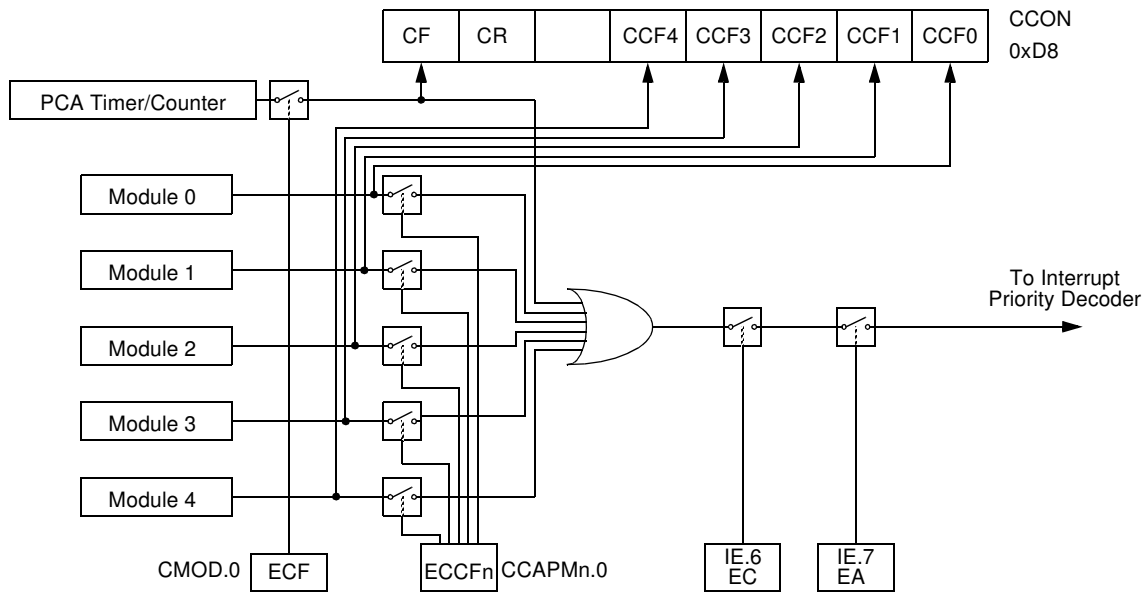 CF CR CCF4 CCF3 CCF2 CCF1 CCF0
CCON
0xD8
PCA Timer/Counter
Module 0
Module 1
Module 2
Module 3
Module 4
To Interrupt
Priority Decoder
CMOD.0 ECF
ECCFn CCAPMn.0
IE.6
EC
IE.7
EA